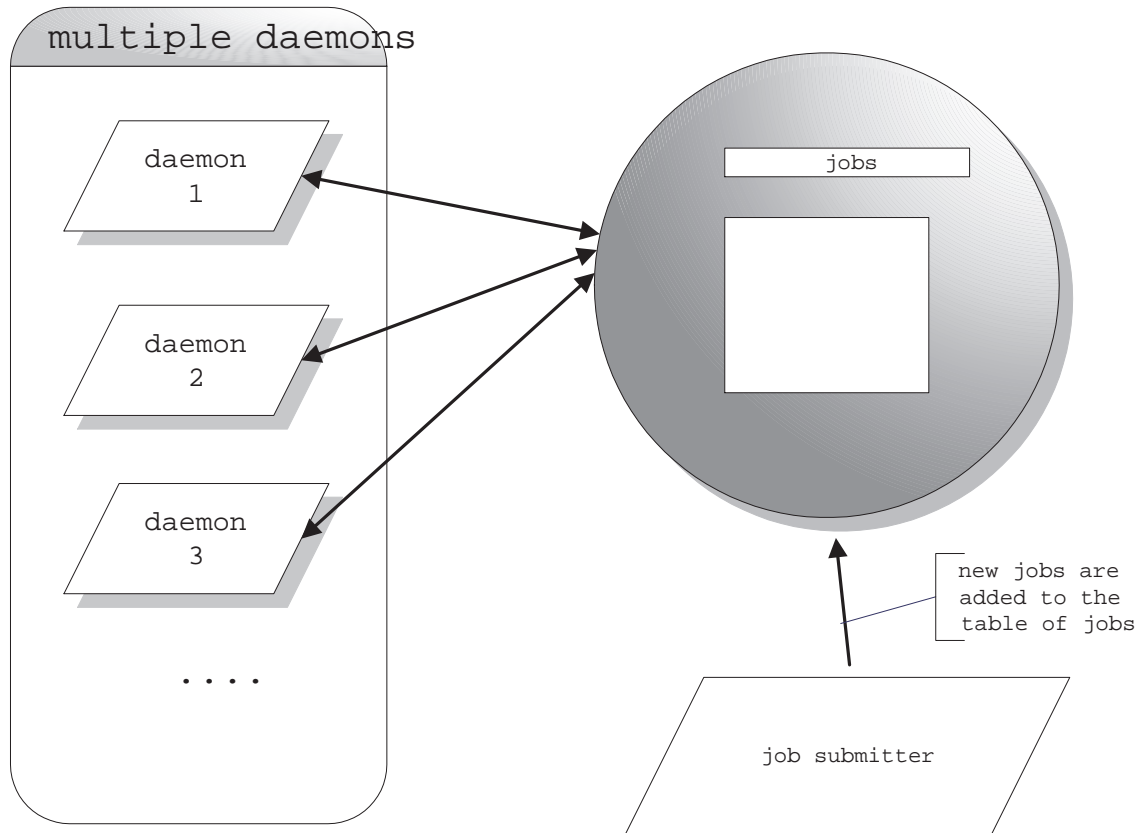 multiple daemons
daemon
1
daemon
2
daemon
3
....
jobs
new jobs are
added to the
table of jobs
job submitter